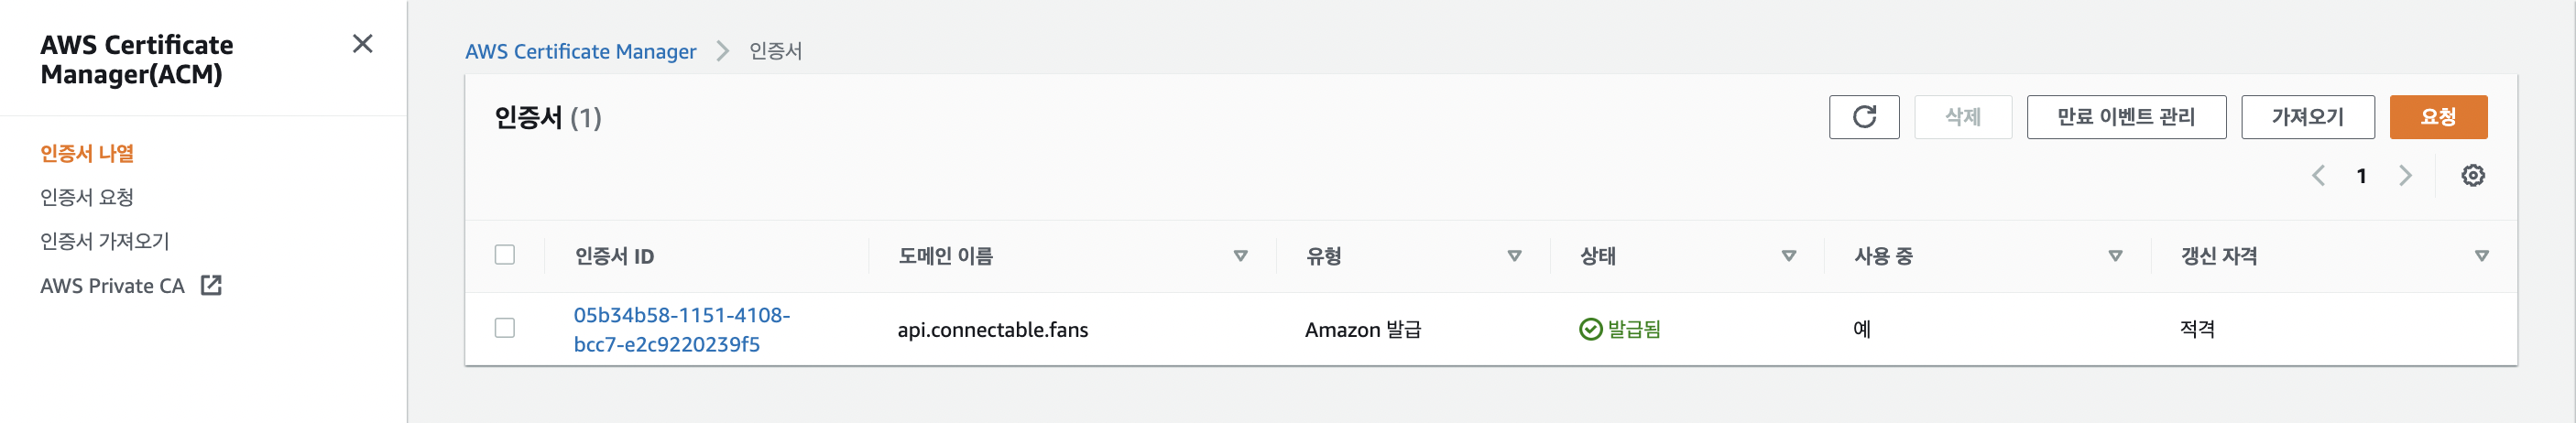 AWS Certificate
Manager(ACM)
인증서 나열
인증서 요청
인증서 가져오기
AWS Private CA
AWS Certificate Manager
인증서
인증서 (1)
삭제
만료 이벤트 관리
가져오기
요청
1
인증서 ID
도메인 이름
유형
상태
사용 중
갱신 자격
05b34b58-1151-4108-
bcc7-e2c9220239f5
api.connectable.fans
Amazon 발급
발급됨
예
적격